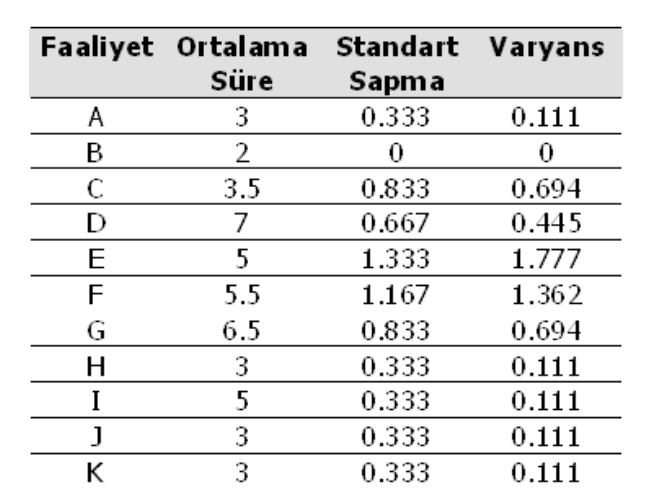 Faaliyet Ortalama Süre Standart Sapma Varyans
A 3 0.333 0.111
B 2 0 0
C 3.5 0.833 0.694
D 7 0.667 0.445
E 5 1.333 1.777
F 5.5 1.167 1.362
G 6.5 0.833 0.694
H 3 0.333 0.111
I 5 0.333 0.111
J 3 0.333 0.111
K 3 0.333 0.111